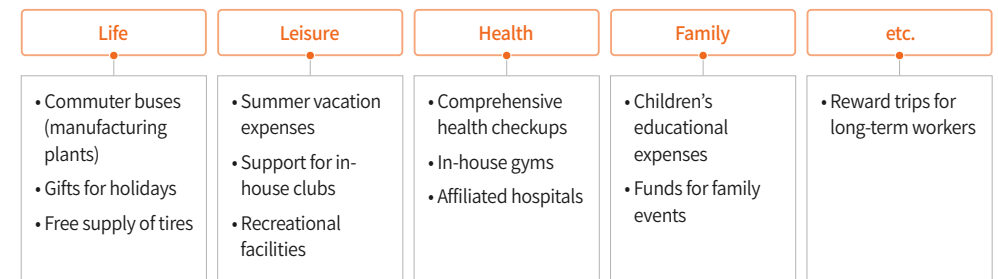 Life
• Commuter buses
(manufacturing
plants)
• Gifts for holidays
• Free supply of tires
Leisure
• Summer vacation
expenses
• Support for in-
house clubs
• Recreational
facilities
Health
• Comprehensive
health checkups
• In-house gyms
• Affiliated hospitals
Family
• Children’s
educational
expenses
• Funds for family
events
etc.
• Reward trips for
long-term workers